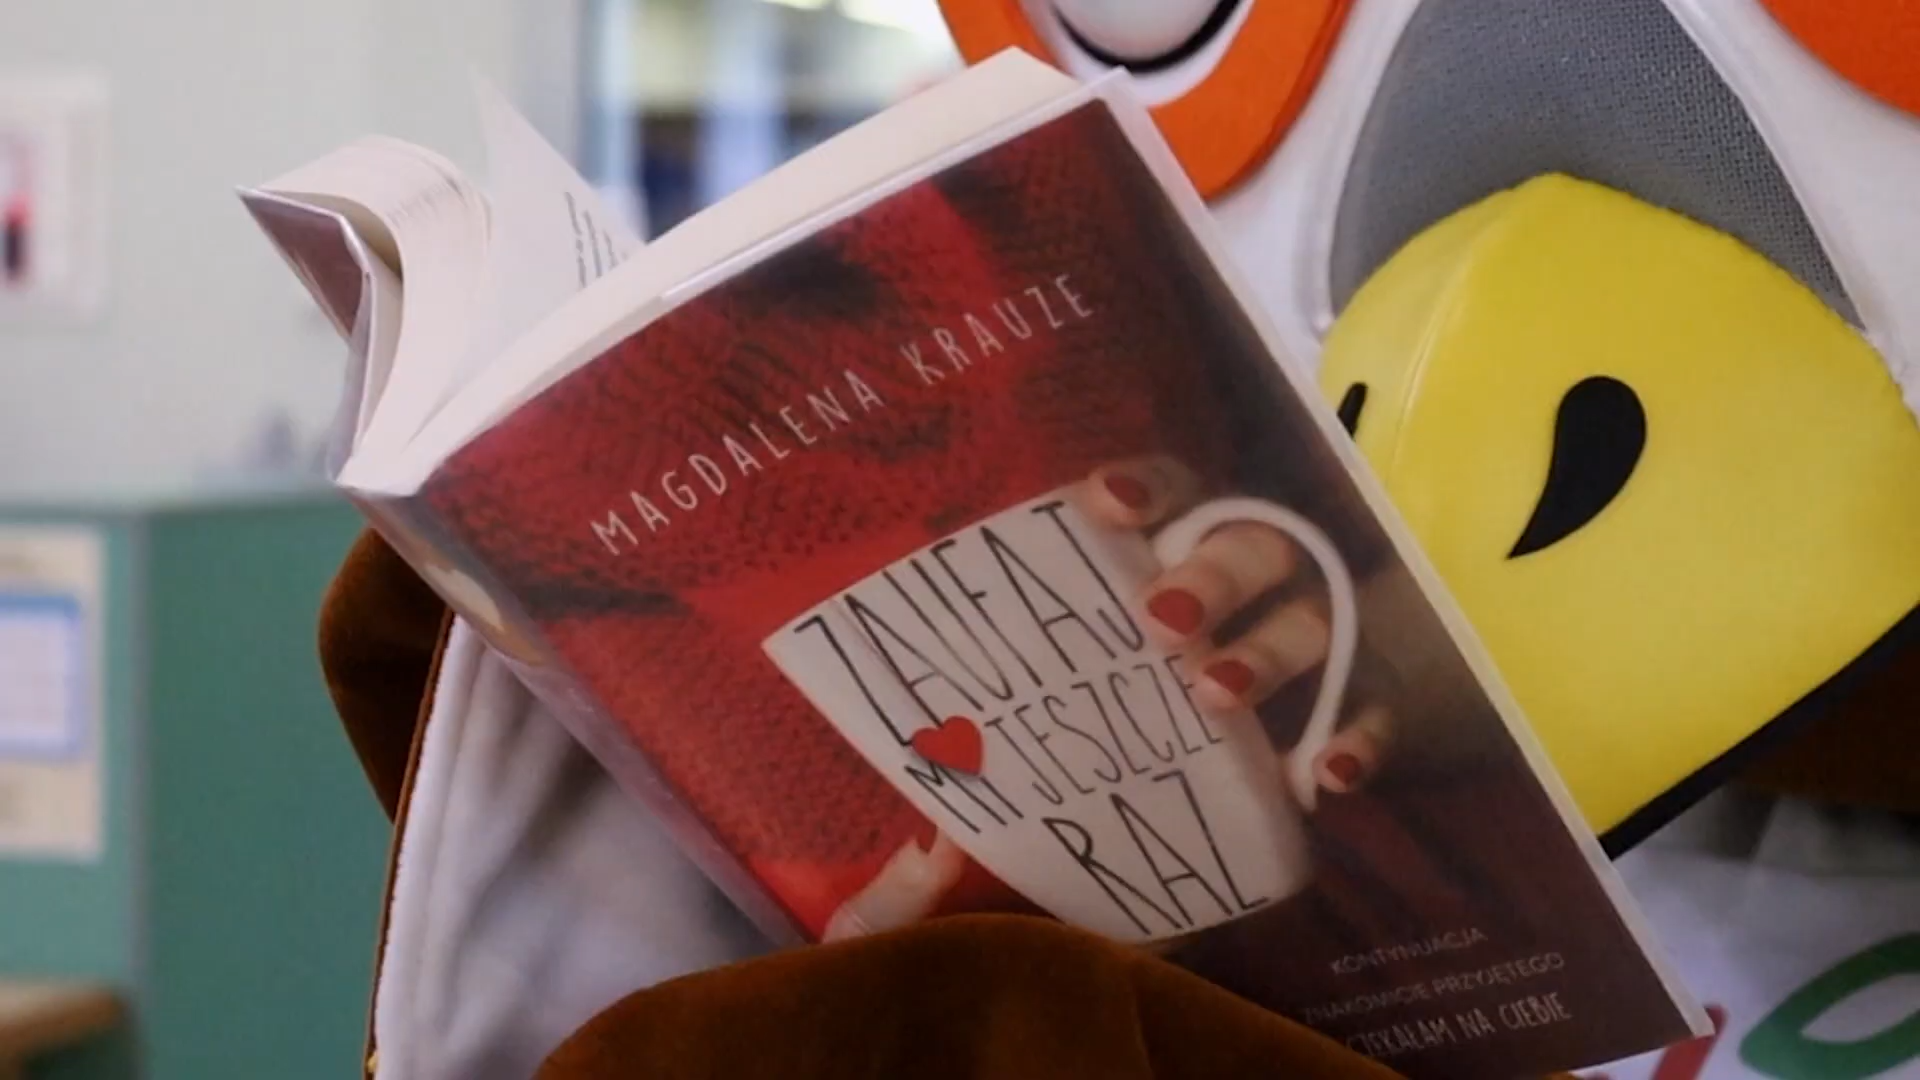 MAGDALENA KRAUZE
ZAUFAJ
MI JESZCZE
RAZ
KONTYNUACJA
ZNAKOMICIE PRZYJĘTEGO
CZEKAŁAM NA CIEBIE